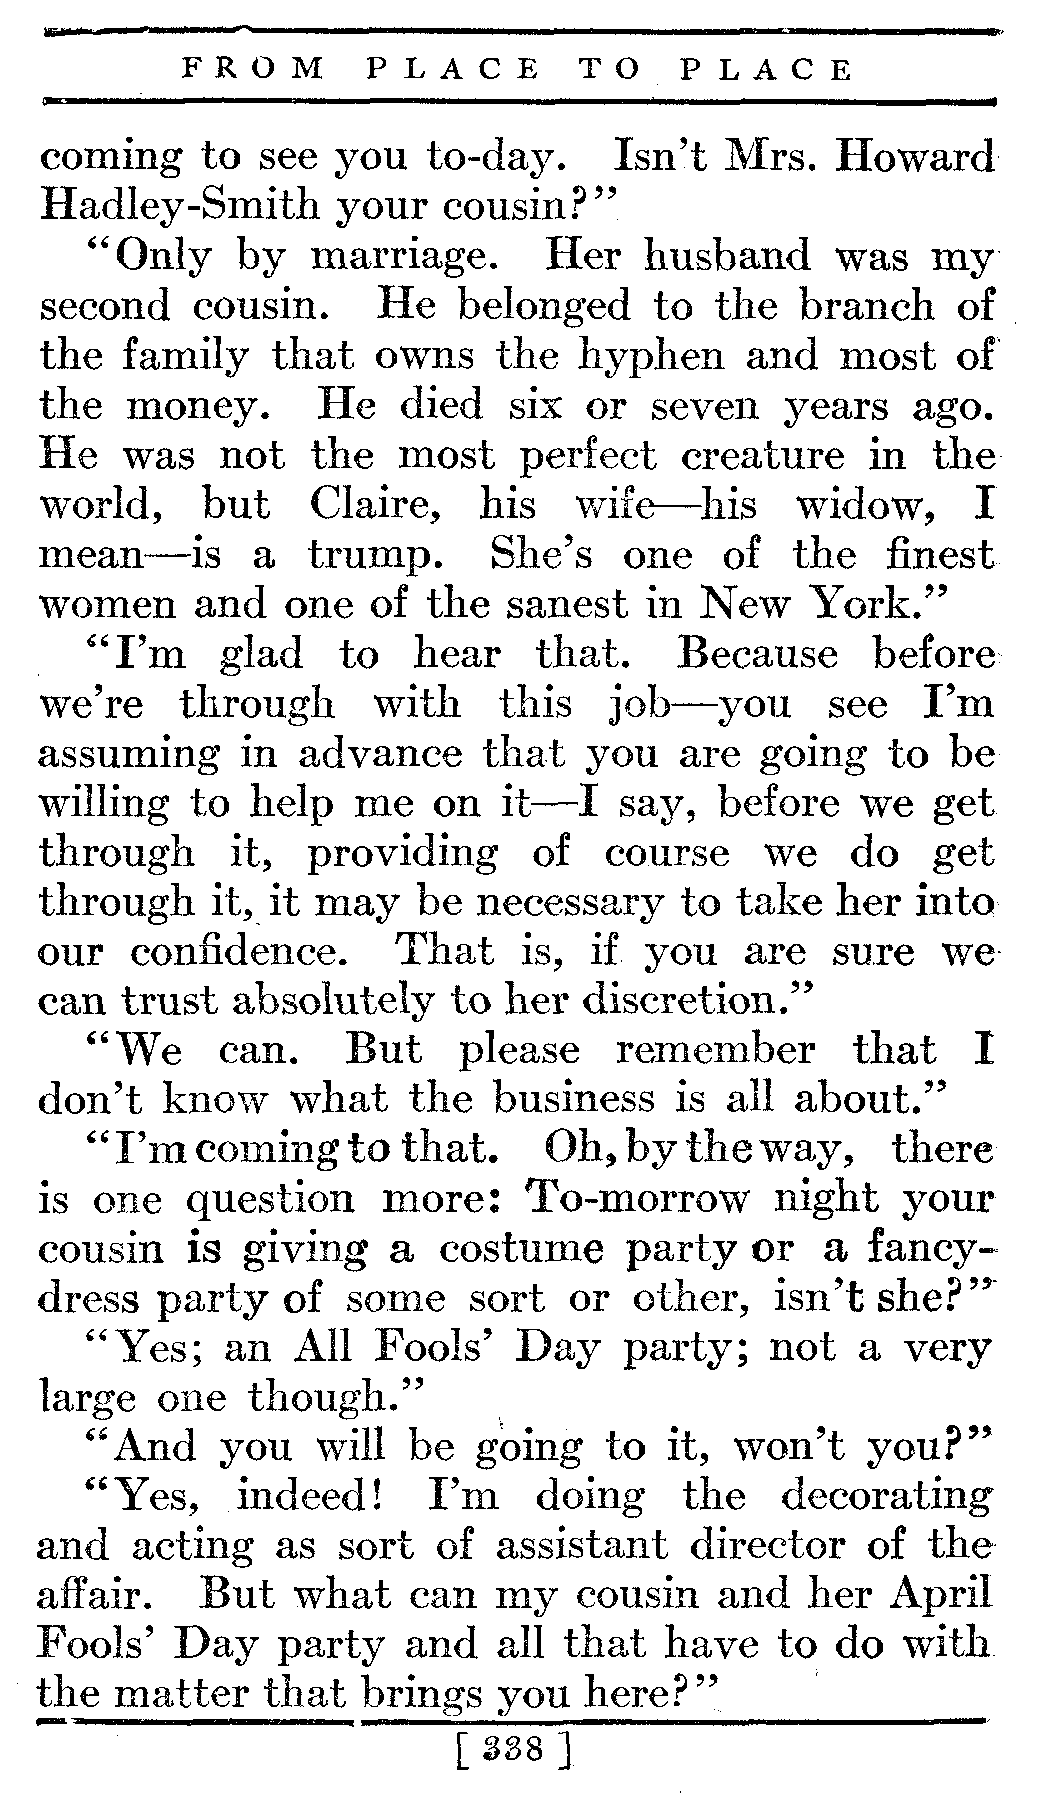 FROM PLACE TO PLACE
coming to see you to-day. Isn't Mrs. Howard
Hadley-Smith your cousin?"
"Only by marriage. Her husband was my
second cousin. He belonged to the branch of
the family that owns the hyphen and most of
the money. He died six or seven years ago.
He was not the most perfect creature in the
world, but Claire, his wife—his widow, I
mean—is a trump. She's one of the finest
women and one of the sanest in New York."
"I'm glad to hear that. Because before
we're through with this job—you see I'm
assuming in advance that you are going to be
willing to help me on it—I say, before we get
through it, providing of course we do get
through it, it may be necessary to take her into
our confidence. That is, if you are sure we
can trust absolutely to her discretion."
"We can. But please remember that I
don't know what the business is all about."
"I'm coming to that. Oh, by the way, there
is one question more: To-morrow night your
cousin is giving a costume party or a fancy-
dress party of some sort or other, isn't she?"
"Yes; an All Fools' Day party; not a very
large one though."
"And you will be going to it, won't you?"
"Yes, indeed! I'm doing the decorating
and acting as sort of assistant director of the
affair. But what can my cousin and her April
Fools' Day party and all that have to do with
the matter that brings you here?"
[ 338 ]